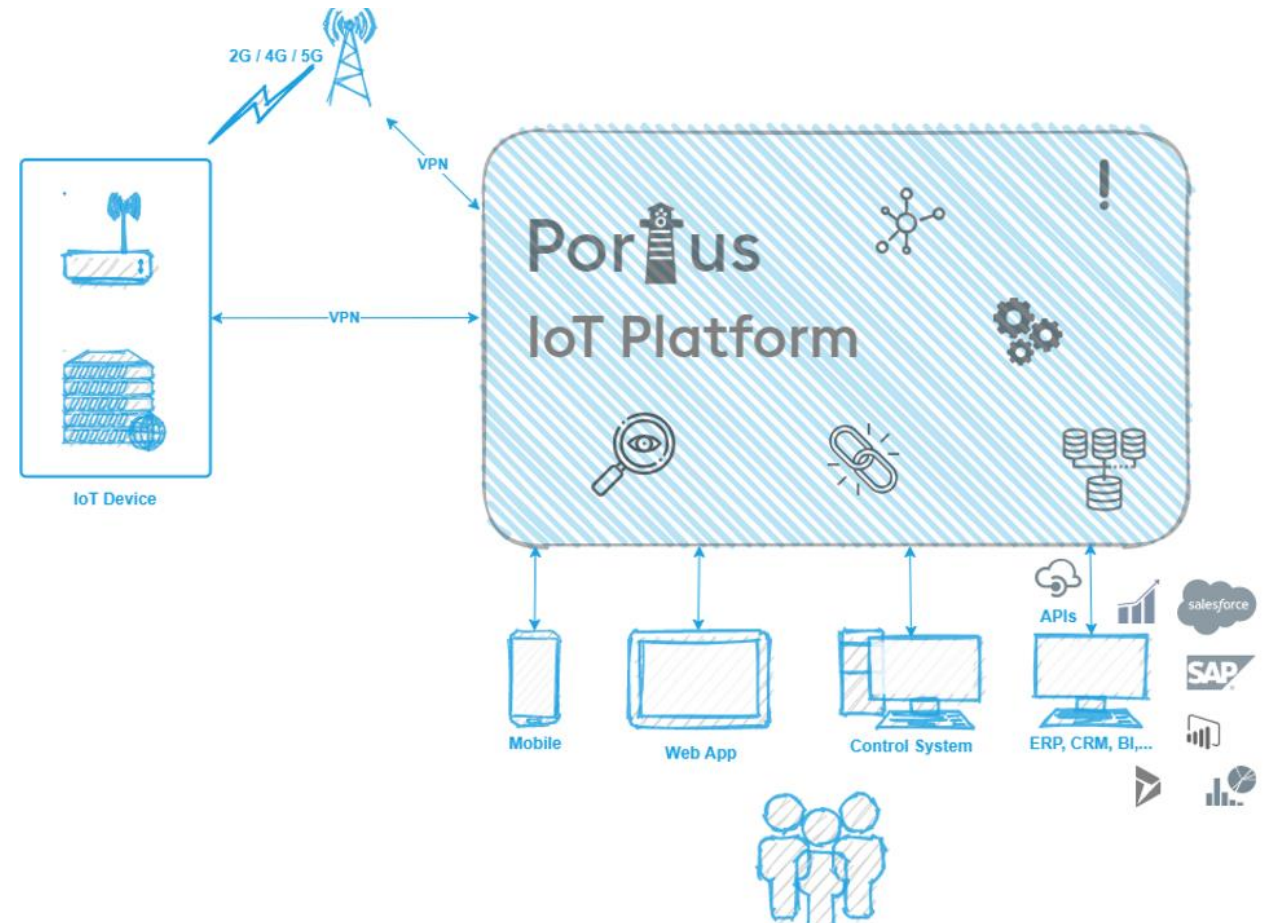 2G / 4G / 5G
VPN
Portus
IoT Platform
VPN
IoT Device
APIs
salesforce
SAP
Mobile
Web App
Control System
ERP, CRM, BI,...